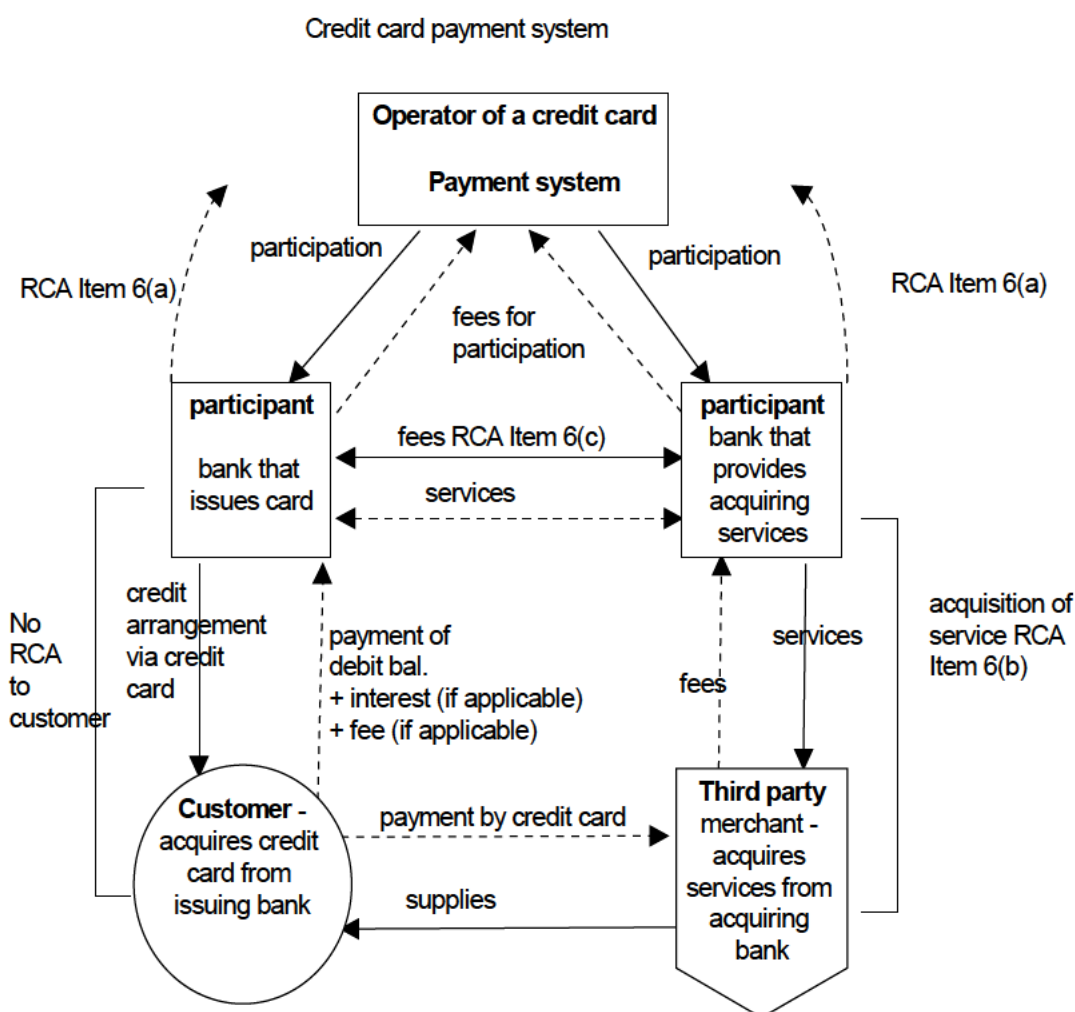 Credit card payment system
Operator of a credit card
Payment system
participation
participation
RCA Item 6(a)
RCA Item 6(a)
fees for
participation
participant
bank that
issues card
participant
bank that
provides
acquiring
services
fees RCA Item 6(c)
services
No
RCA
to
customer
credit
arrangement
via credit
card
payment of
debit bal.
+ interest (if applicable)
+ fee (if applicable)
fees
services
acquisition of
service RCA
Item 6(b)
Customer -
acquires credit
card from
issuing bank
payment by credit card
supplies
Third party
merchant -
acquires
services from
acquiring
bank